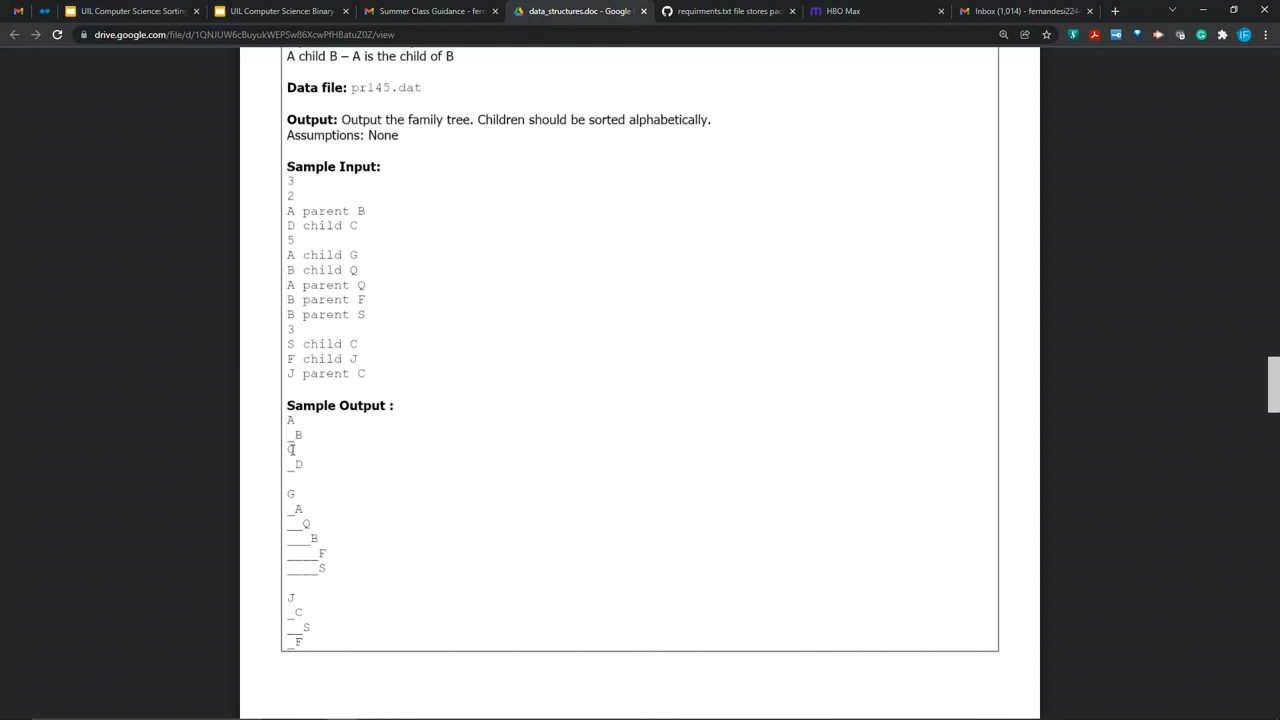 UIL Computer Science: Sorting
UIL Computer Science: Binary
Summer Class Guidance - fern
data_structures.doc - Google
requirments.txt file stores pac
HBO Max
Inbox (1,014) - fernandesi224
drive.google.com/file/d/1QNJUW6cBuyukWEPSw86XcwPfHBatuZ0Z/view
A child B – A is the child of B
Data file: pr145.dat
Output: Output the family tree. Children should be sorted alphabetically.
Assumptions: None
Sample Input:
3
2
A parent B
D child C
5
A child G
B child Q
A parent Q
B parent F
B parent S
3
S child C
F child J
J parent C
Sample Output :
A
_B
C
_D
G
_A
__Q
___B
____F
____S
J
_C
__S
_F